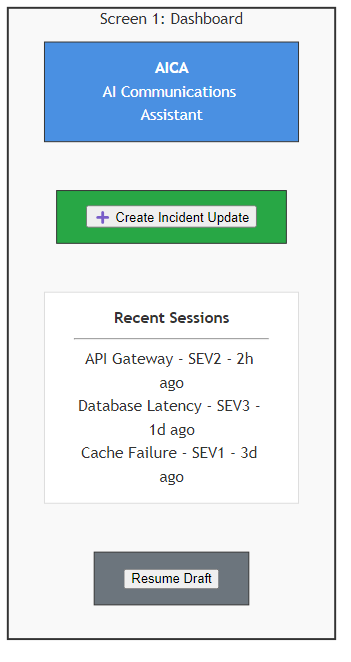 Screen 1: Dashboard
AICA
AI Communications
Assistant
Create Incident Update
Recent Sessions
API Gateway - SEV2 - 2h
ago
Database Latency - SEV3 -
1d ago
Cache Failure - SEV1 - 3d
ago
Resume Draft